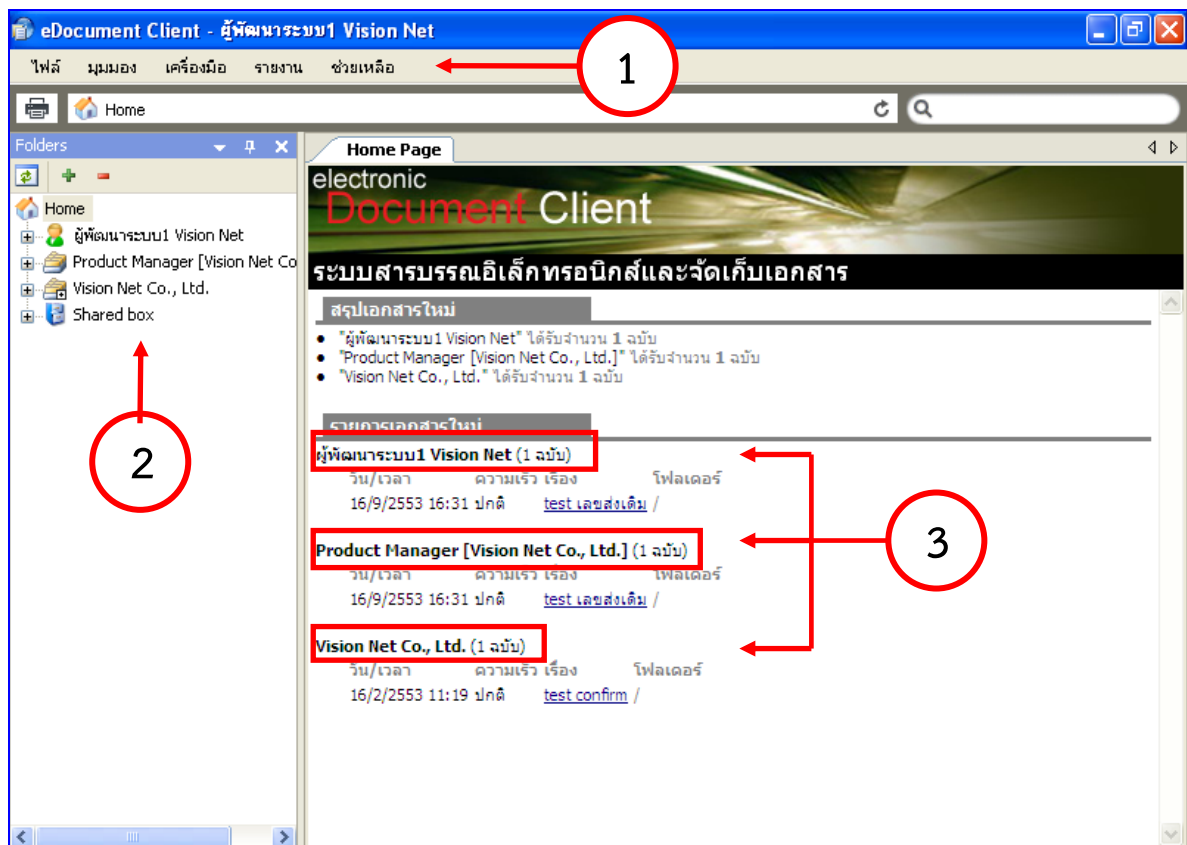 eDocument Client - ผู้พัฒนาระบบ1 Vision Net
ไฟล์ มุมมอง เครื่องมือ รายงาน ช่วยเหลือ
1
Home
Folders
Home Page
Home
ผู้พัฒนาระบบ1 Vision Net
Product Manager [Vision Net Co
Vision Net Co., Ltd.
Shared box
2
electronic
Document Client
ระบบสารบรรณอิเล็กทรอนิกส์และจัดเก็บเอกสาร
สรุปเอกสารใหม่
"ผู้พัฒนาระบบ1 Vision Net" ได้รับจำนวน 1 ฉบับ
"Product Manager [Vision Net Co., Ltd.]" ได้รับจำนวน 1 ฉบับ
"Vision Net Co., Ltd." ได้รับจำนวน 1 ฉบับ
รายการเอกสารใหม่
ผู้พัฒนาระบบ1 Vision Net (1 ฉบับ)
วัน/เวลา ความเร็ว เรื่อง โฟลเดอร์
16/9/2553 16:31 ปกติ test เลขส่งเดิม /
Product Manager [Vision Net Co., Ltd.] (1 ฉบับ)
วัน/เวลา ความเร็ว เรื่อง โฟลเดอร์
16/9/2553 16:31 ปกติ test เลขส่งเดิม /
3
Vision Net Co., Ltd. (1 ฉบับ)
วัน/เวลา ความเร็ว เรื่อง โฟลเดอร์
16/2/2553 11:19 ปกติ test confirm /